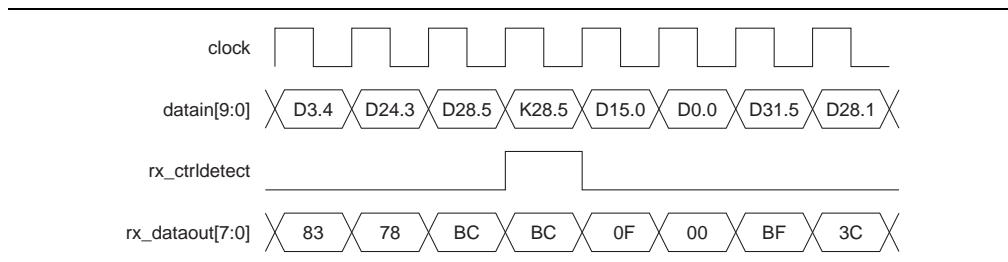 clock
datain[9:0] D3.4 D24.3 D28.5 K28.5 D15.0 D0.0 D31.5 D28.1
rx_ctrldetect
rx_dataout[7:0] 83 78 BC BC 0F 00 BF 3C